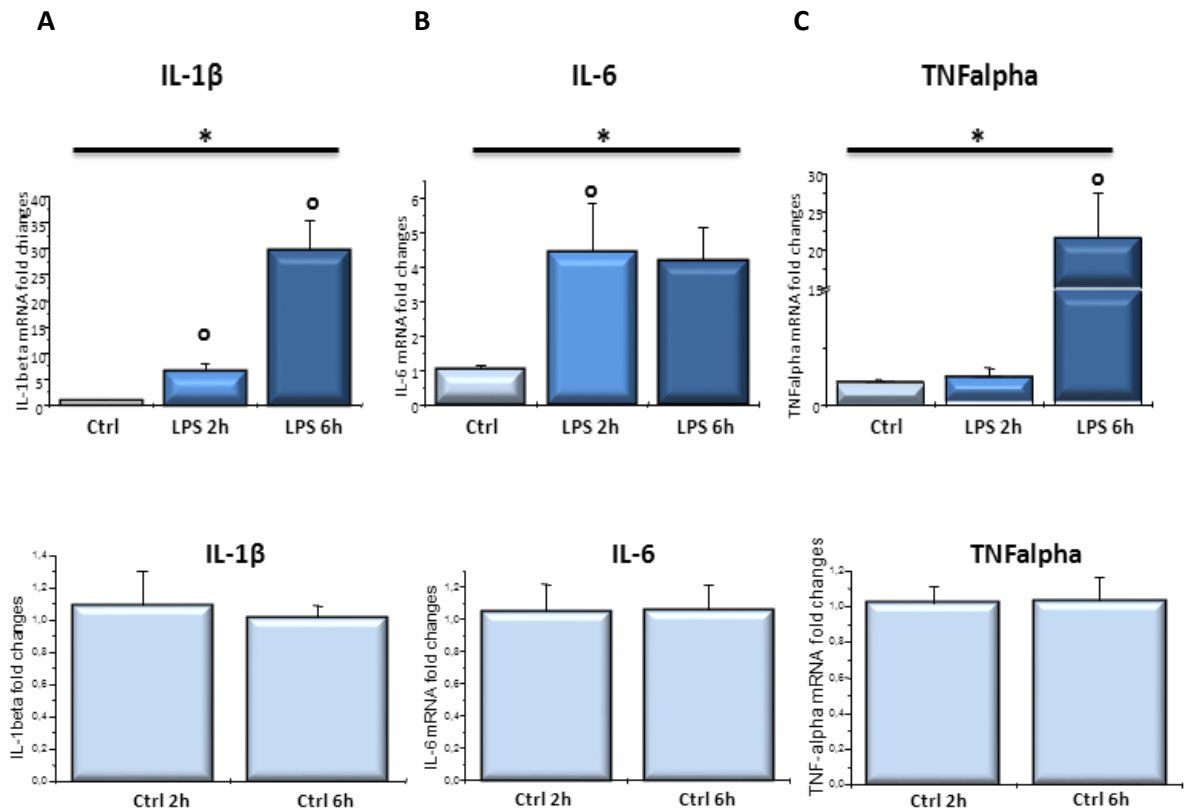 A B C
IL-1β IL-6 TNFalpha
* * *
IL-1beta mRNA fold changes
40
35
30
25
20
15
10
5
0
Ctrl LPS 2h LPS 6h
IL-6 mRNA fold changes
6
5
4
3
2
1
0
Ctrl LPS 2h LPS 6h
TNFalpha mRNA fold changes
30
25
20
15
0
Ctrl LPS 2h LPS 6h
IL-1β
IL-1beta fold changes
1,4
1,2
1,0
0,8
0,6
0,4
0,2
0,0
Ctrl 2h Ctrl 6h
IL-6
IL-6 mRNA fold changes
1,2
1,0
0,8
0,6
0,4
0,2
0,0
Ctrl 2h Ctrl 6h
TNFalpha
TNF-alpha mRNA fold changes
1,2
1,0
0,8
0,6
0,4
0,2
0,0
Ctrl 2h Ctrl 6h